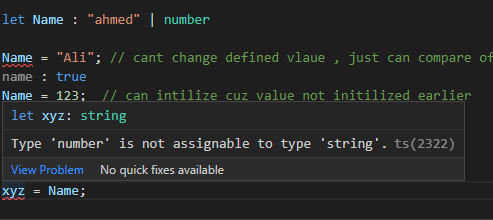 let Name : "ahmed" | number
Name = "Ali"; // cant change defined vlaue , just can compare of
name : true
Name = 123;  // can intilize cuz value not initilized earlier
let xyz: string
Type 'number' is not assignable to type 'string'. ts(2322)
View Problem   No quick fixes available
xyz = Name;